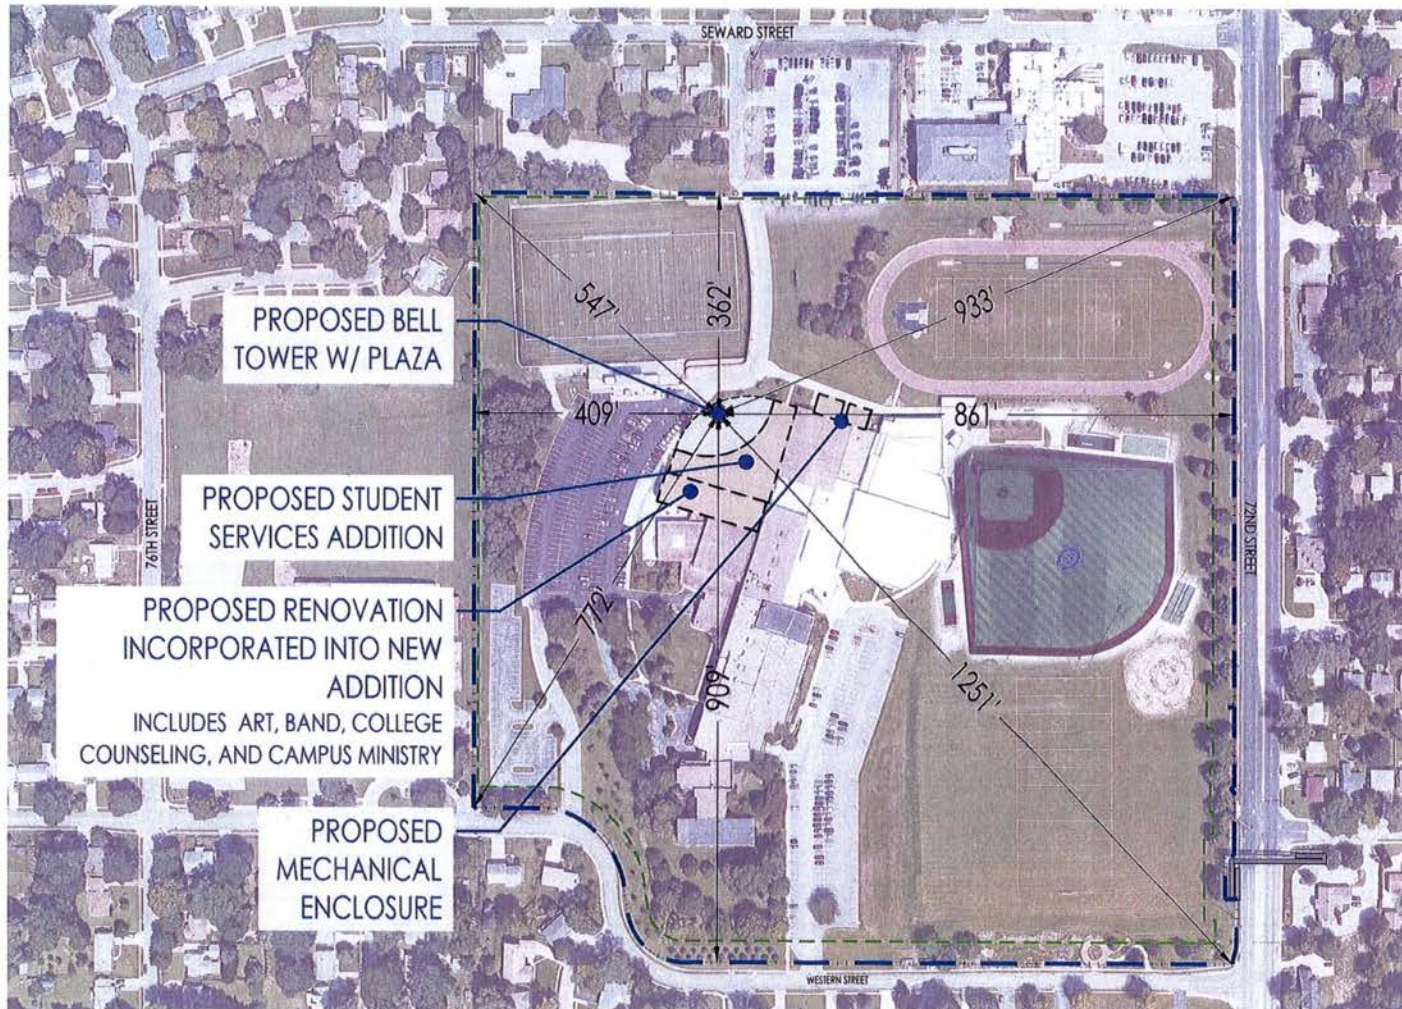 SEWARD STREET
547'
362'
933'
PROPOSED BELL
TOWER W/ PLAZA
409'
861'
PROPOSED STUDENT
SERVICES ADDITION
76TH STREET
72ND STREET
PROPOSED RENOVATION
INCORPORATED INTO NEW
ADDITION
INCLUDES ART, BAND, COLLEGE
COUNSELING, AND CAMPUS MINISTRY
772'
909'
1251'
PROPOSED
MECHANICAL
ENCLOSURE
WESTERN STREET